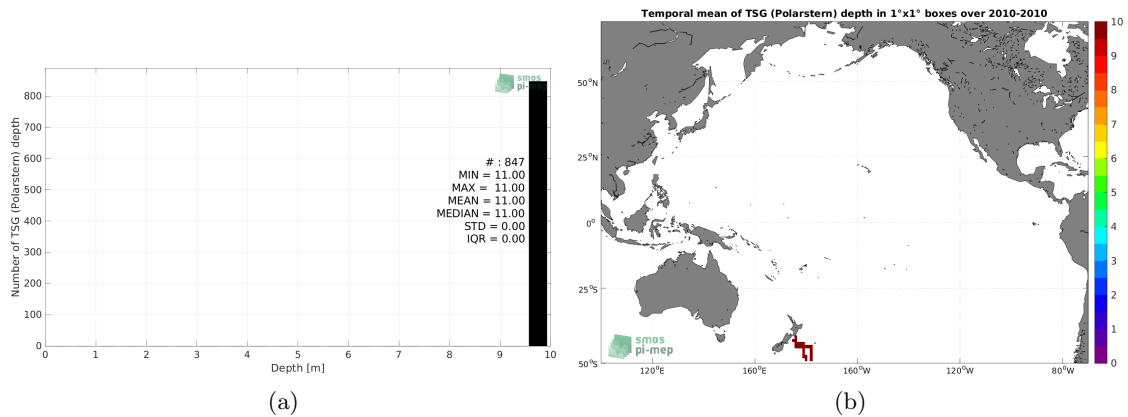 Temporal mean of TSG (Polarstern) depth in 1°x1° boxes over 2010-2010
smos
pi-mep
Number of TSG (Polarstern) depth
800
700
600
500
400
300
200
100
0
# : 847
MIN = 11.00
MAX = 11.00
MEAN = 11.00
MEDIAN = 11.00
STD = 0.00
IQR = 0.00
0 1 2 3 4 5 6 7 8 9 10
Depth [m]
(a)
50°N
25°N
0°
25°S
50°S
smos
pi-mep
120°E 160°E 160°W 120°W 80°W
10
9
8
7
6
5
4
3
2
1
0
(b)